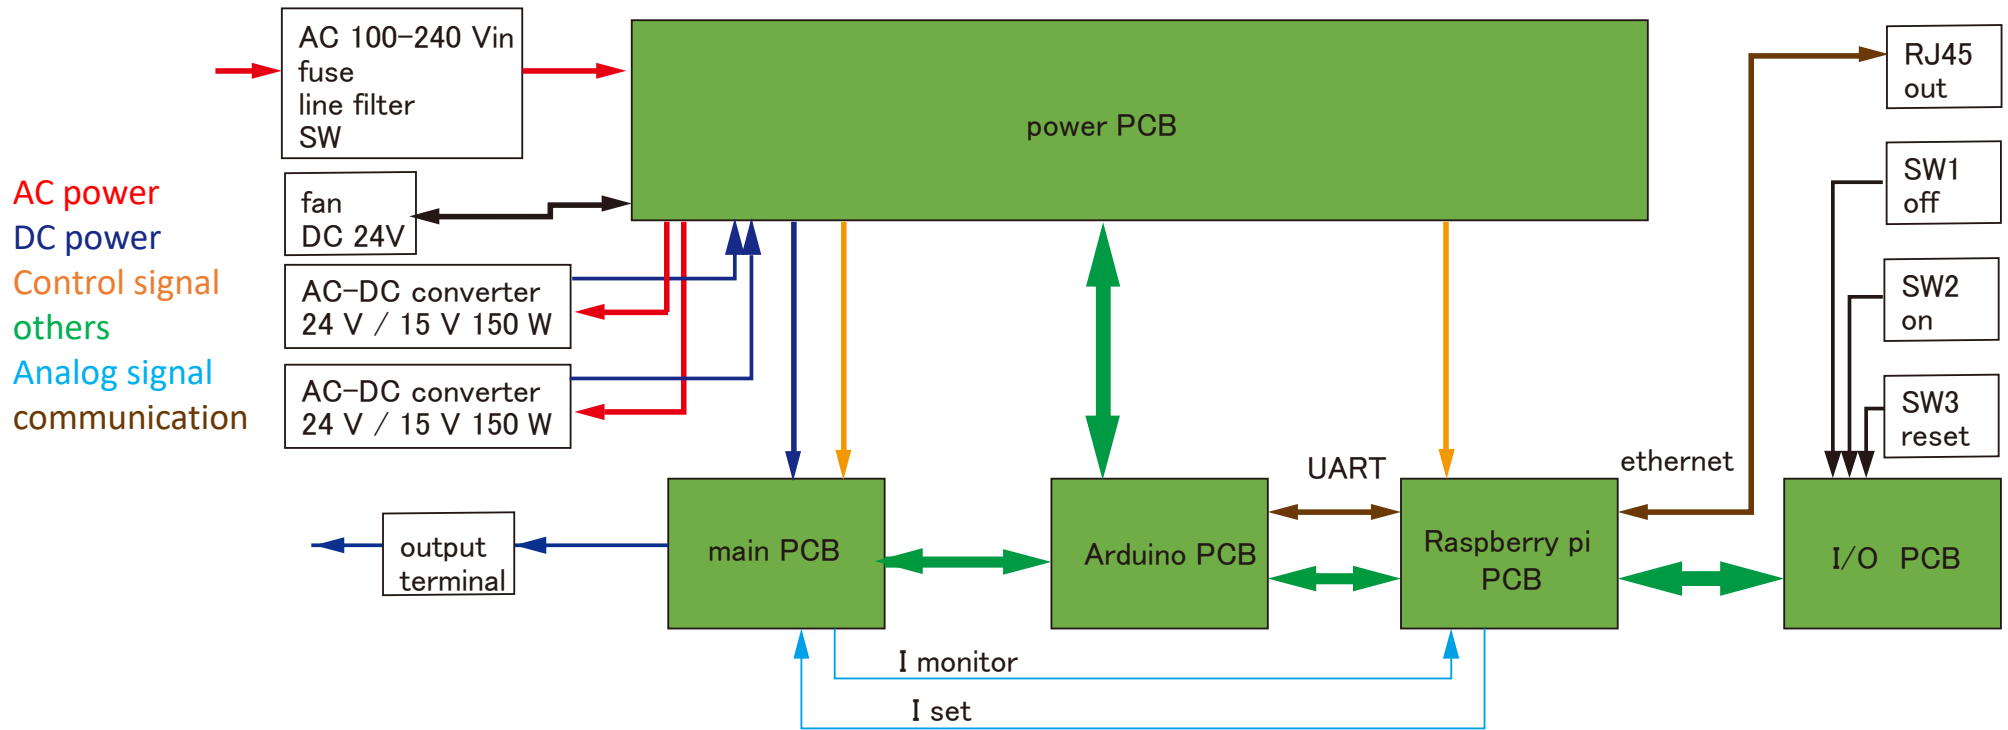 AC 100-240 Vin
fuse
line filter
SW
power PCB
RJ45
out
AC power
DC power
Control signal
others
Analog signal
communication
fan
DC 24V
SW1
off
AC-DC converter
24 V / 15 V 150 W
SW2
on
AC-DC converter
24 V / 15 V 150 W
SW3
reset
UART
ethernet
output
terminal
main PCB
Arduino PCB
Raspberry pi
PCB
I/O PCB
I monitor
I set